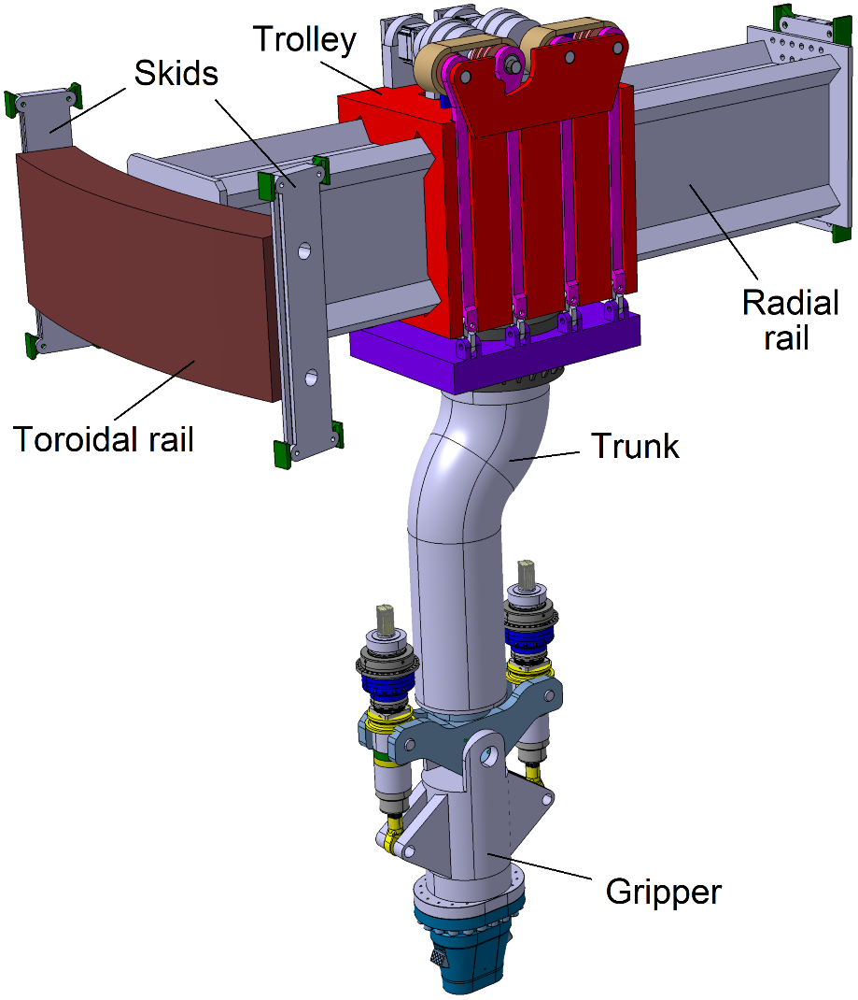 Trolley
Skids
Radial
rail
Toroidal rail
Trunk
Gripper